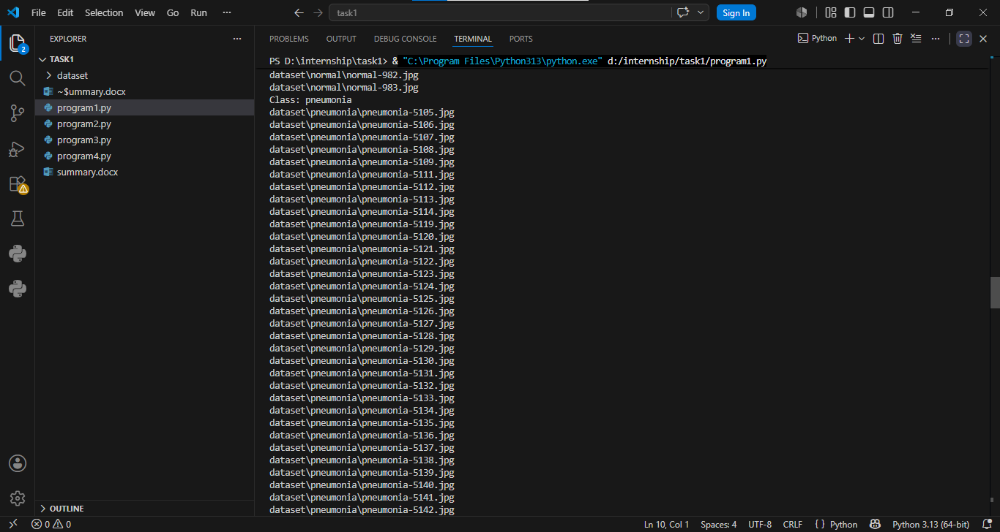 File Edit Selection View Go Run ···
task1
Sign In
EXPLORER ···
TASK1
dataset
~$ummary.docx
program1.py
program2.py
program3.py
program4.py
summary.docx
OUTLINE
2
PROBLEMS OUTPUT DEBUG CONSOLE TERMINAL PORTS
Python
PS D:\internship\task1> & "C:\Program Files\Python313\python.exe" d:/internship/task1/program1.py
dataset\normal\normal-982.jpg
dataset\normal\normal-983.jpg
Class: pneumonia
dataset\pneumonia\pneumonia-5105.jpg
dataset\pneumonia\pneumonia-5106.jpg
dataset\pneumonia\pneumonia-5107.jpg
dataset\pneumonia\pneumonia-5108.jpg
dataset\pneumonia\pneumonia-5109.jpg
dataset\pneumonia\pneumonia-5111.jpg
dataset\pneumonia\pneumonia-5112.jpg
dataset\pneumonia\pneumonia-5113.jpg
dataset\pneumonia\pneumonia-5114.jpg
dataset\pneumonia\pneumonia-5119.jpg
dataset\pneumonia\pneumonia-5120.jpg
dataset\pneumonia\pneumonia-5121.jpg
dataset\pneumonia\pneumonia-5122.jpg
dataset\pneumonia\pneumonia-5123.jpg
dataset\pneumonia\pneumonia-5124.jpg
dataset\pneumonia\pneumonia-5125.jpg
dataset\pneumonia\pneumonia-5126.jpg
dataset\pneumonia\pneumonia-5127.jpg
dataset\pneumonia\pneumonia-5128.jpg
dataset\pneumonia\pneumonia-5129.jpg
dataset\pneumonia\pneumonia-5130.jpg
dataset\pneumonia\pneumonia-5131.jpg
dataset\pneumonia\pneumonia-5132.jpg
dataset\pneumonia\pneumonia-5133.jpg
dataset\pneumonia\pneumonia-5134.jpg
dataset\pneumonia\pneumonia-5135.jpg
dataset\pneumonia\pneumonia-5136.jpg
dataset\pneumonia\pneumonia-5137.jpg
dataset\pneumonia\pneumonia-5138.jpg
dataset\pneumonia\pneumonia-5139.jpg
dataset\pneumonia\pneumonia-5140.jpg
dataset\pneumonia\pneumonia-5141.jpg
dataset\pneumonia\pneumonia-5142.jpg
0 0 Ln 10, Col 1 Spaces: 4 UTF-8 CRLF { } Python Python 3.13 (64-bit)